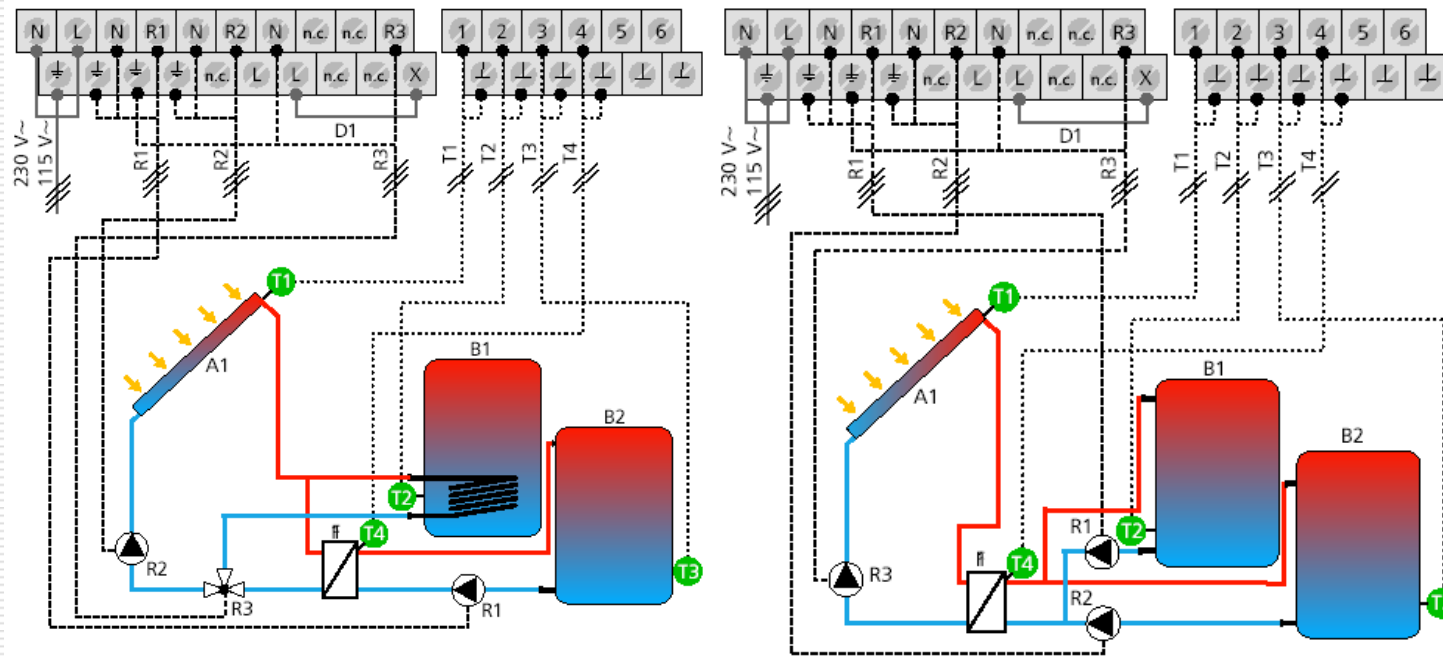 N L N R1 N R2 N n.c. n.c. R3 1 2 3 4 5 6
n.c. L L n.c. n.c. X
D1
230 V~
115 V~
R1
R2
R3
T1
T2
T3
T4
T1
A1
B1
B2
T2
T4
T3
R2
R3
R1
N L N R1 N R2 N n.c. n.c. R3 1 2 3 4 5 6
n.c. L L n.c. n.c. X
D1
230 V~
115 V~
R1
R2
R3
T1
T2
T3
T4
T1
A1
B1
B2
R1
T2
T4
R3
R2